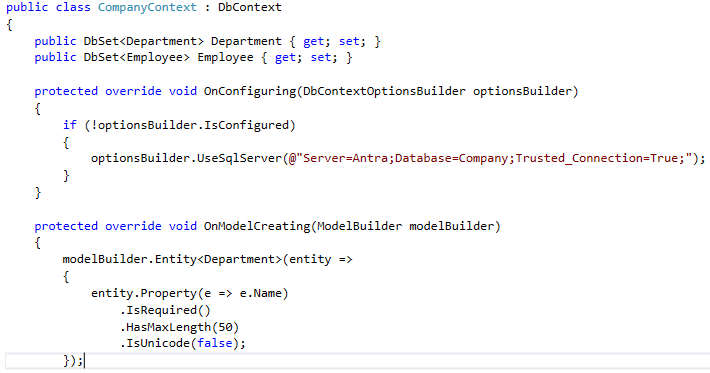 public class CompanyContext : DbContext
{
    public DbSet<Department> Department { get; set; }
    public DbSet<Employee> Employee { get; set; }

    protected override void OnConfiguring(DbContextOptionsBuilder optionsBuilder)
    {
        if (!optionsBuilder.IsConfigured)
        {
            optionsBuilder.UseSqlServer(@"Server=Antra;Database=Company;Trusted_Connection=True;");
        }
    }

    protected override void OnModelCreating(ModelBuilder modelBuilder)
    {
        modelBuilder.Entity<Department>(entity =>
        {
            entity.Property(e => e.Name)
                .IsRequired()
                .HasMaxLength(50)
                .IsUnicode(false);
        });